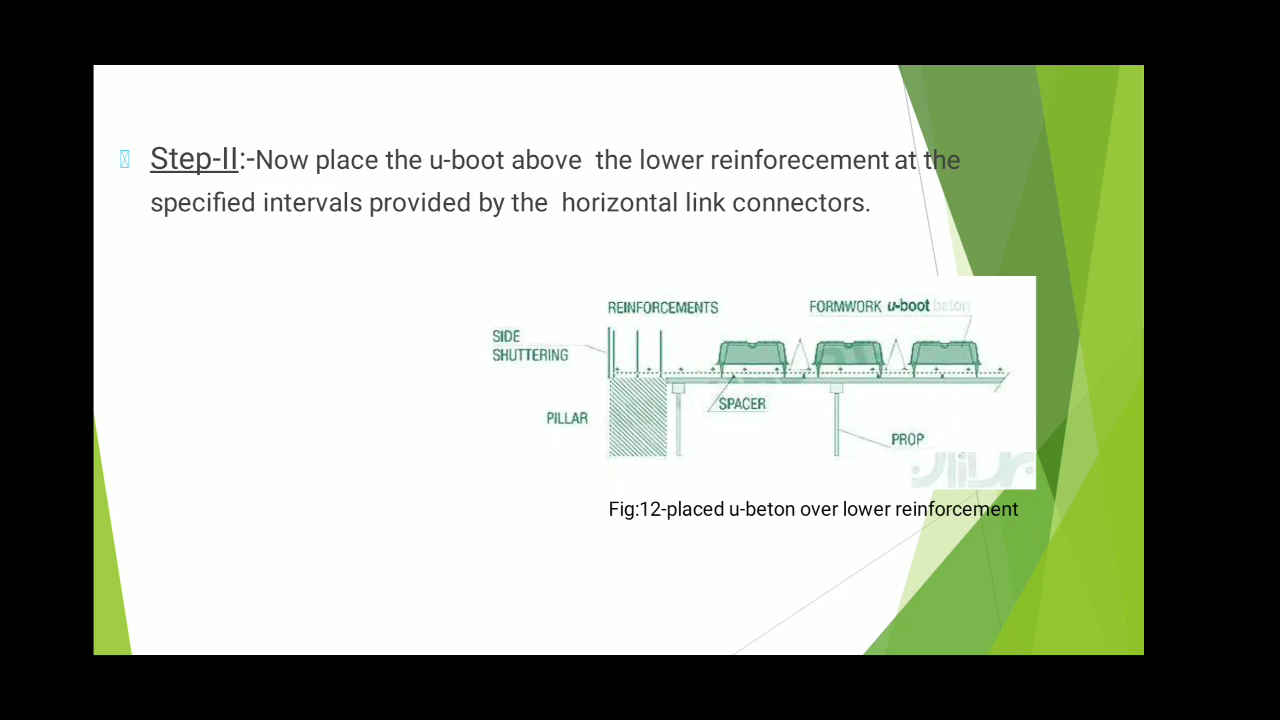 Step-II:-Now place the u-boot above  the lower reinforecement at the
specified intervals provided by the  horizontal link connectors.
REINFORCEMENTS
FORMWORK u-boot beton
SIDE
SHUTTERING
SPACER
PILLAR
PROP
Fig:12-placed u-beton over lower reinforcement